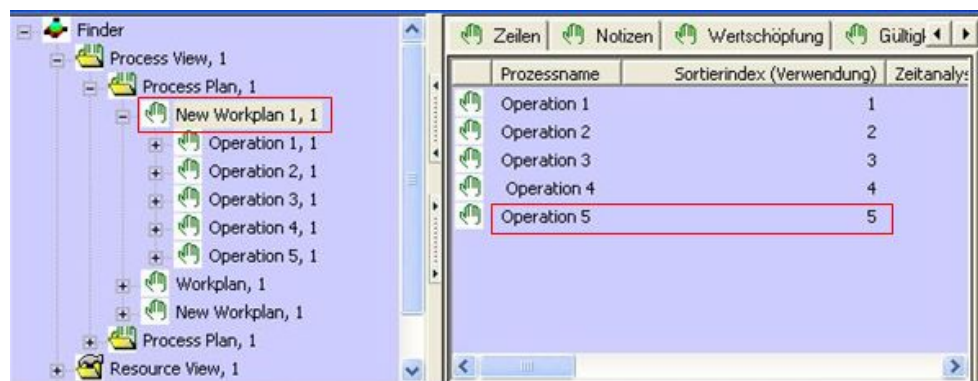 Finder
Process View, 1
Process Plan, 1
New Workplan 1, 1
Operation 1, 1
Operation 2, 1
Operation 3, 1
Operation 4, 1
Operation 5, 1
Workplan, 1
New Workplan, 1
Process Plan, 1
Resource View, 1
Zeilen Notizen Wertschöpfung
Prozessname Sortierindex (Verwendung)
Operation 1 1
Operation 2 2
Operation 3 3
Operation 4 4
Operation 5 5